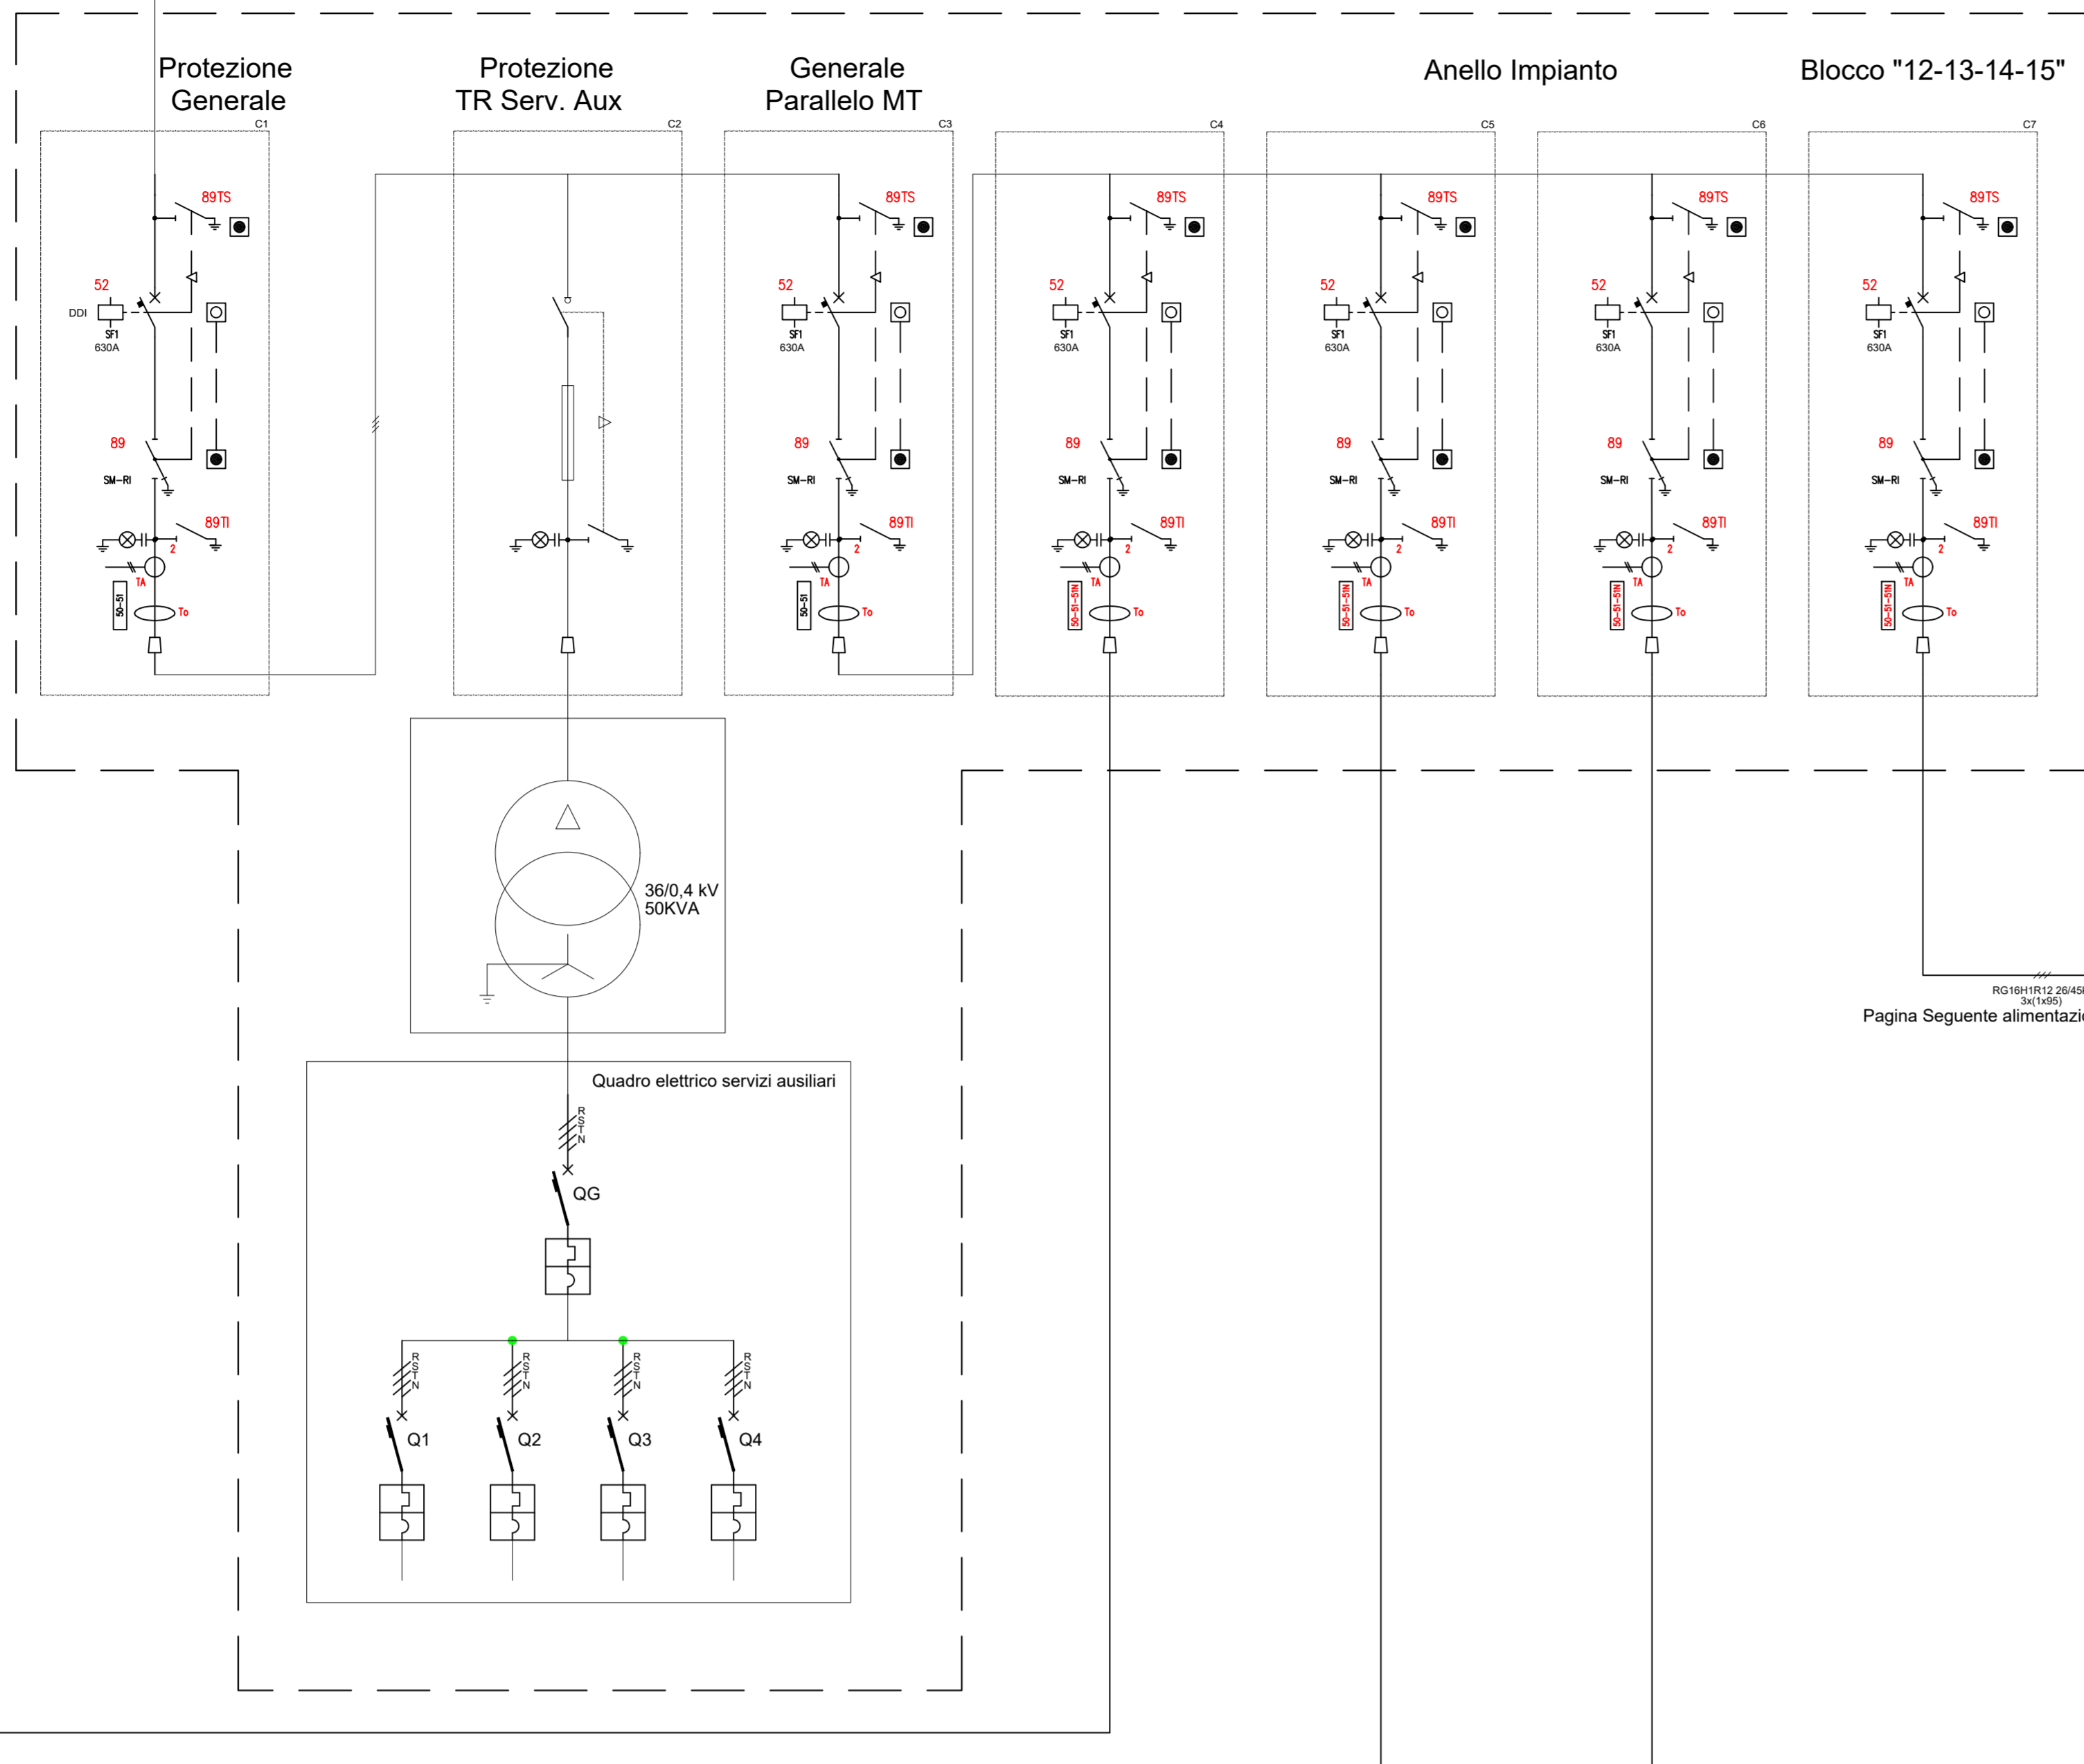 Protezione
Generale
Protezione
TR Serv. Aux
Generale
Parallelo MT
Anello Impianto
Blocco "12-13-14-15"
C1
C2
C3
C4
C5
C6
C7
89TS
89TS
89TS
89TS
89TS
89TS
52
DDI
SF1
630A
52
SF1
630A
52
SF1
630A
52
SF1
630A
52
SF1
630A
52
SF1
630A
89
SM-RI
89
SM-RI
89
SM-RI
89
SM-RI
89
SM-RI
89
SM-RI
89TI
2
TA
50-51
To
89TI
2
TA
50-51
To
89TI
2
TA
50-51-51N
To
89TI
2
TA
50-51-51N
To
89TI
2
TA
50-51-51N
To
89TI
2
TA
50-51-51N
To
36/0,4 kV
50KVA
RG16H1R12 26/45
3x(1x95)
Pagina Seguente
Quadro elettrico servizi ausiliari
R
S
T
N
QG
R
S
T
N
R
S
T
N
R
S
T
N
R
S
T
N
Q1
Q2
Q3
Q4